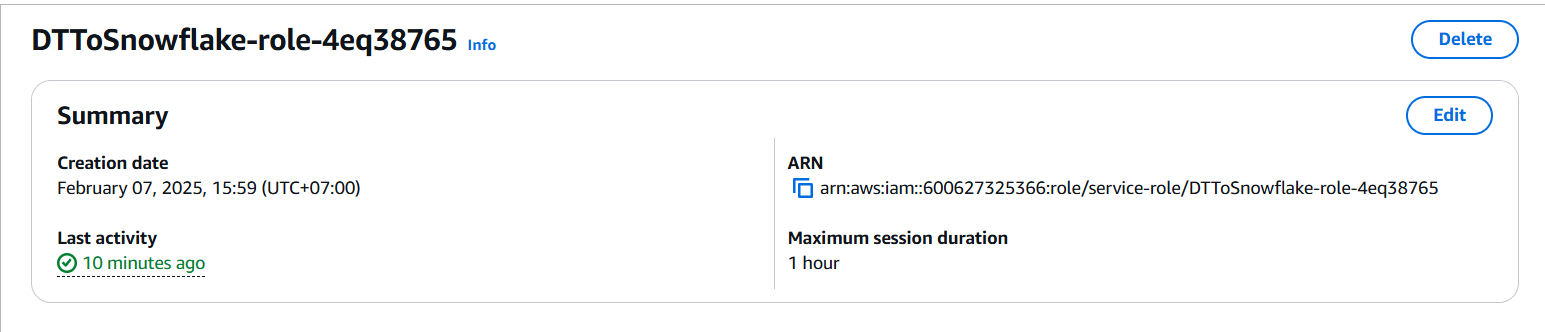 DTToSnowflake-role-4eq38765 Info
Delete
Summary
Edit
Creation date
February 07, 2025, 15:59 (UTC+07:00)
ARN
arn:aws:iam::600627325366:role/service-role/DTToSnowflake-role-4eq38765
Last activity
10 minutes ago
Maximum session duration
1 hour